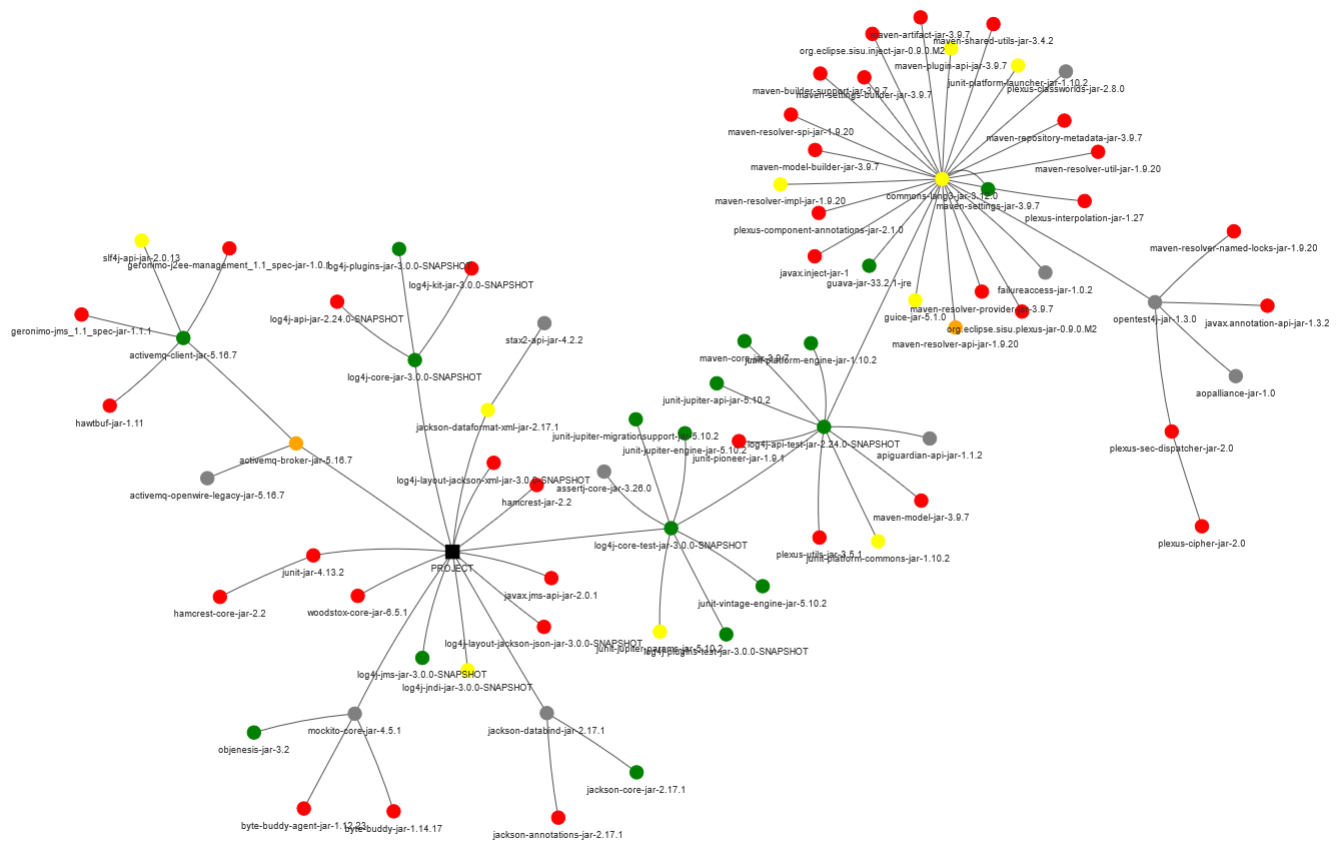 maven-artifact-jar-3.9.7
maven-shared-utils-jar-3.4.2
org.eclipse.sisu.inject-jar-0.9.0.M2
maven-plugin-api-jar-3.9.7
junit-platform-launcher-jar-1.10.2
plexus-classworlds-jar-2.8.0
maven-builder-support-jar-3.9.7
maven-settings-builder-jar-3.9.7
maven-resolver-spi-jar-1.9.20
maven-repository-metadata-jar-3.9.7
maven-model-builder-jar-3.9.7
maven-resolver-util-jar-1.9.20
commons-lang3-jar-3.12.0
maven-resolver-impl-jar-1.9.20
maven-settings-jar-3.9.7
plexus-interpolation-jar-1.27
plexus-component-annotations-jar-2.1.0
maven-resolver-named-locks-jar-1.9.20
slf4j-api-jar-2.0.13
geronimo-j2ee-management_1.1_spec-jar-1.0.1
log4j-plugins-jar-3.0.0-SNAPSHOT
javax.inject-jar-1
guava-jar-33.2.1-jre
log4j-kit-jar-3.0.0-SNAPSHOT
failureaccess-jar-1.0.2
maven-resolver-provider-jar-3.9.7
log4j-api-jar-2.24.0-SNAPSHOT
guice-jar-5.1.0
opentest4j-jar-1.3.0
javax.annotation-api-jar-1.3.2
geronimo-jms_1.1_spec-jar-1.1.1
org.eclipse.sisu.plexus-jar-0.9.0.M2
stax2-api-jar-4.2.2
maven-resolver-api-jar-1.9.20
activemq-client-jar-5.16.7
maven-core-jar-3.9.7
junit-platform-engine-jar-1.10.2
log4j-core-jar-3.0.0-SNAPSHOT
aopalliance-jar-1.0
junit-jupiter-api-jar-5.10.2
hawtbuf-jar-1.11
jackson-dataformat-xml-jar-2.17.1
junit-jupiter-migrationsupport-jar-5.10.2
log4j-api-test-jar-2.24.0-SNAPSHOT
junit-jupiter-engine-jar-5.10.2
plexus-sec-dispatcher-jar-2.0
apiguardian-api-jar-1.1.2
activemq-broker-jar-5.16.7
junit-pioneer-jar-1.9.1
log4j-layout-jackson-xml-jar-3.0.0-SNAPSHOT
assertj-core-jar-3.26.0
activemq-openwire-legacy-jar-5.16.7
hamcrest-jar-2.2
maven-model-jar-3.9.7
log4j-core-test-jar-3.0.0-SNAPSHOT
plexus-cipher-jar-2.0
plexus-utils-jar-3.5.1
junit-platform-commons-jar-1.10.2
PROJECT
junit-jar-4.13.2
javax.jms-api-jar-2.0.1
junit-vintage-engine-jar-5.10.2
hamcrest-core-jar-2.2
woodstox-core-jar-6.5.1
log4j-layout-jackson-json-jar-3.0.0-SNAPSHOT
junit-jupiter-params-jar-5.10.2
log4j-plugins-test-jar-3.0.0-SNAPSHOT
log4j-jms-jar-3.0.0-SNAPSHOT
log4j-jndi-jar-3.0.0-SNAPSHOT
mockito-core-jar-4.5.1
jackson-databind-jar-2.17.1
objenesis-jar-3.2
jackson-core-jar-2.17.1
byte-buddy-jar-1.14.17
jackson-annotations-jar-2.17.1